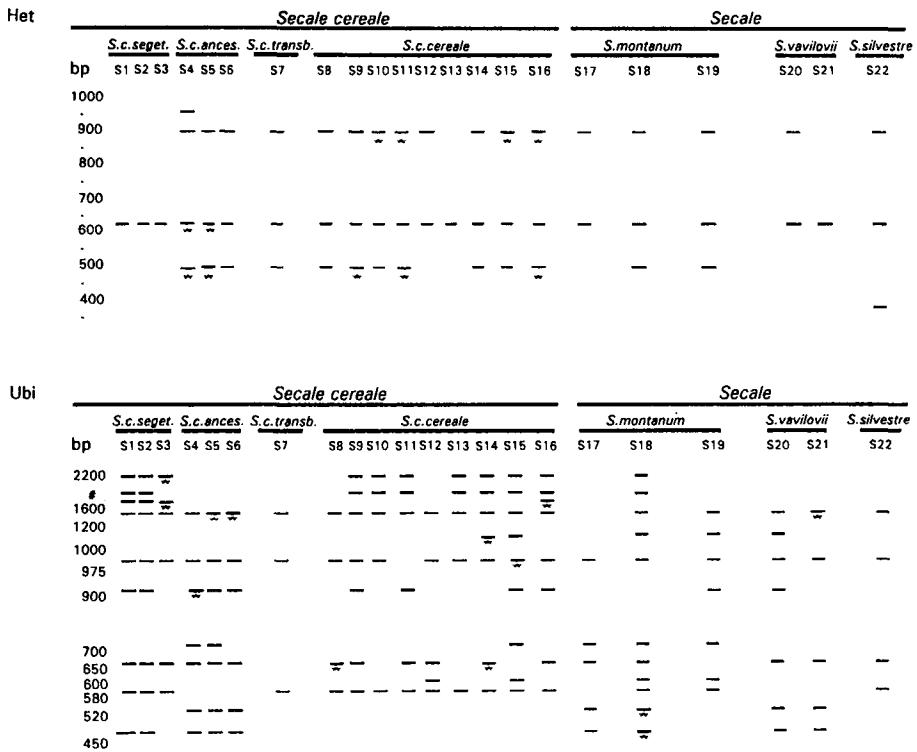 Het
Secale cereale Secale
S.c.seget. S.c.ances. S.c.transb. S.c.cereale S.montanum S.vavilovii S.silvestre
bp S1 S2 S3 S4 S5 S6 S7 S8 S9 S10 S11 S12 S13 S14 S15 S16 S17 S18 S19 S20 S21 S22
1000
900
800
700
600
500
400
Ubi
Secale cereale Secale
S.c.seget. S.c.ances. S.c.transb. S.c.cereale S.montanum S.vavilovii S.silvestre
bp S1 S2 S3 S4 S5 S6 S7 S8 S9 S10 S11 S12 S13 S14 S15 S16 S17 S18 S19 S20 S21 S22
2200
#
1600
1200
1000
975
900
700
650
600
580
520
450